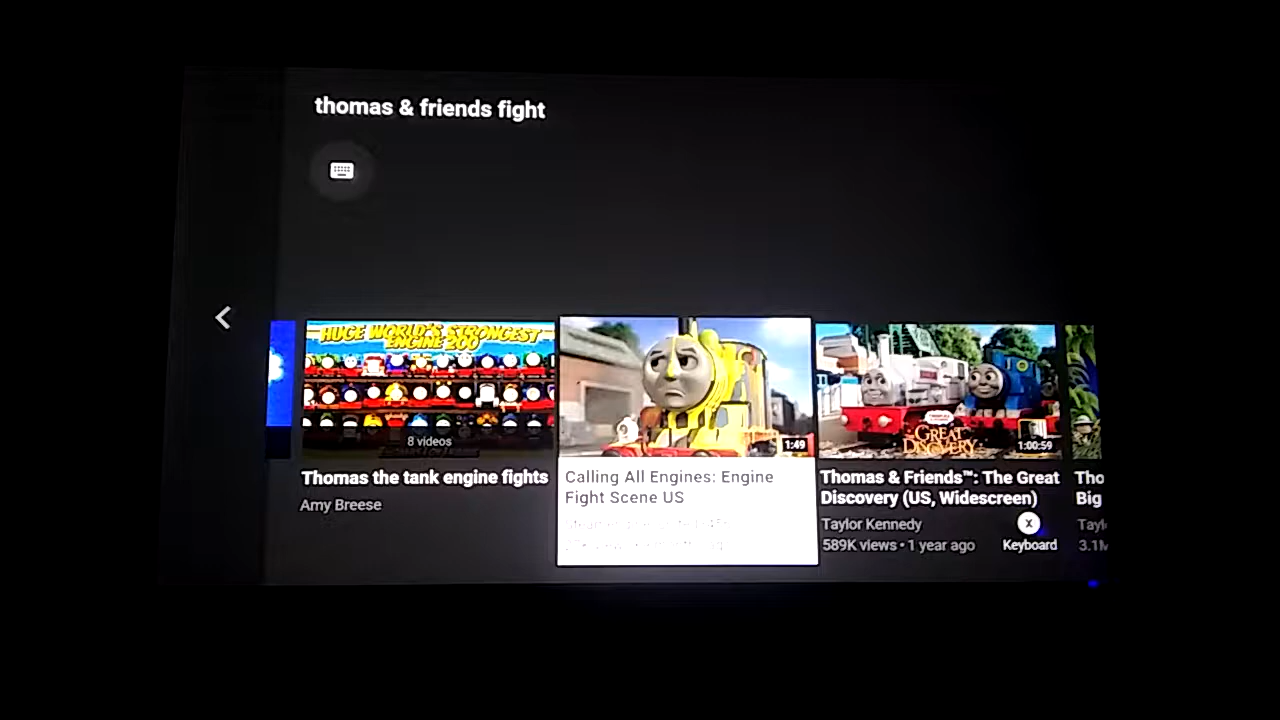 thomas & friends fight
HUGE WORLD'S STRONGEST
ENGINE 200
8 videos
Thomas the tank engine fights
Amy Breese
1:49
Calling All Engines: Engine
Fight Scene US
GREAT
DISCOVERY
1:00:59
Thomas & Friends™: The Great
Discovery (US, Widescreen)
Taylor Kennedy
589K views • 1 year ago
X
Keyboard
Tho
Big
Tayl
3.1M